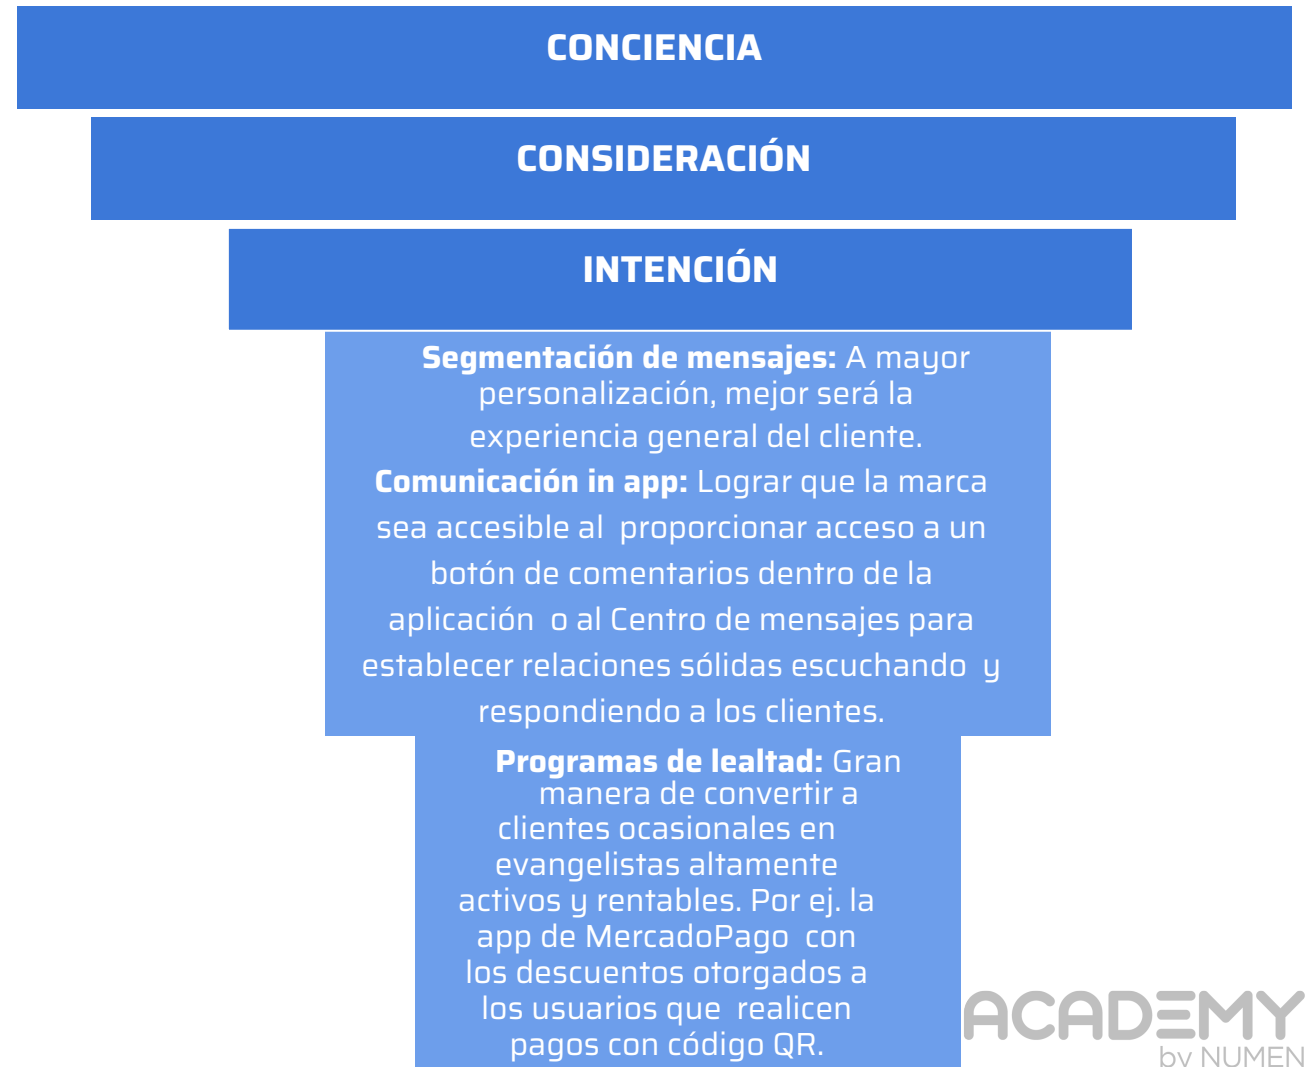 CONCIENCIA
CONSIDERACIÓN
INTENCIÓN
Segmentación de mensajes: A mayor
personalización, mejor será la
experiencia general del cliente.
Comunicación in app: Lograr que la marca
sea accesible al proporcionar acceso a un
botón de comentarios dentro de la
aplicación o al Centro de mensajes para
establecer relaciones sólidas escuchando y
respondiendo a los clientes.
Programas de lealtad: Gran
manera de convertir a
clientes ocasionales en
evangelistas altamente
activos y rentables. Por ej. la
app de MercadoPago con
los descuentos otorgados a
los usuarios que realicen
pagos con código QR.
ACADEMY
by NUMEN